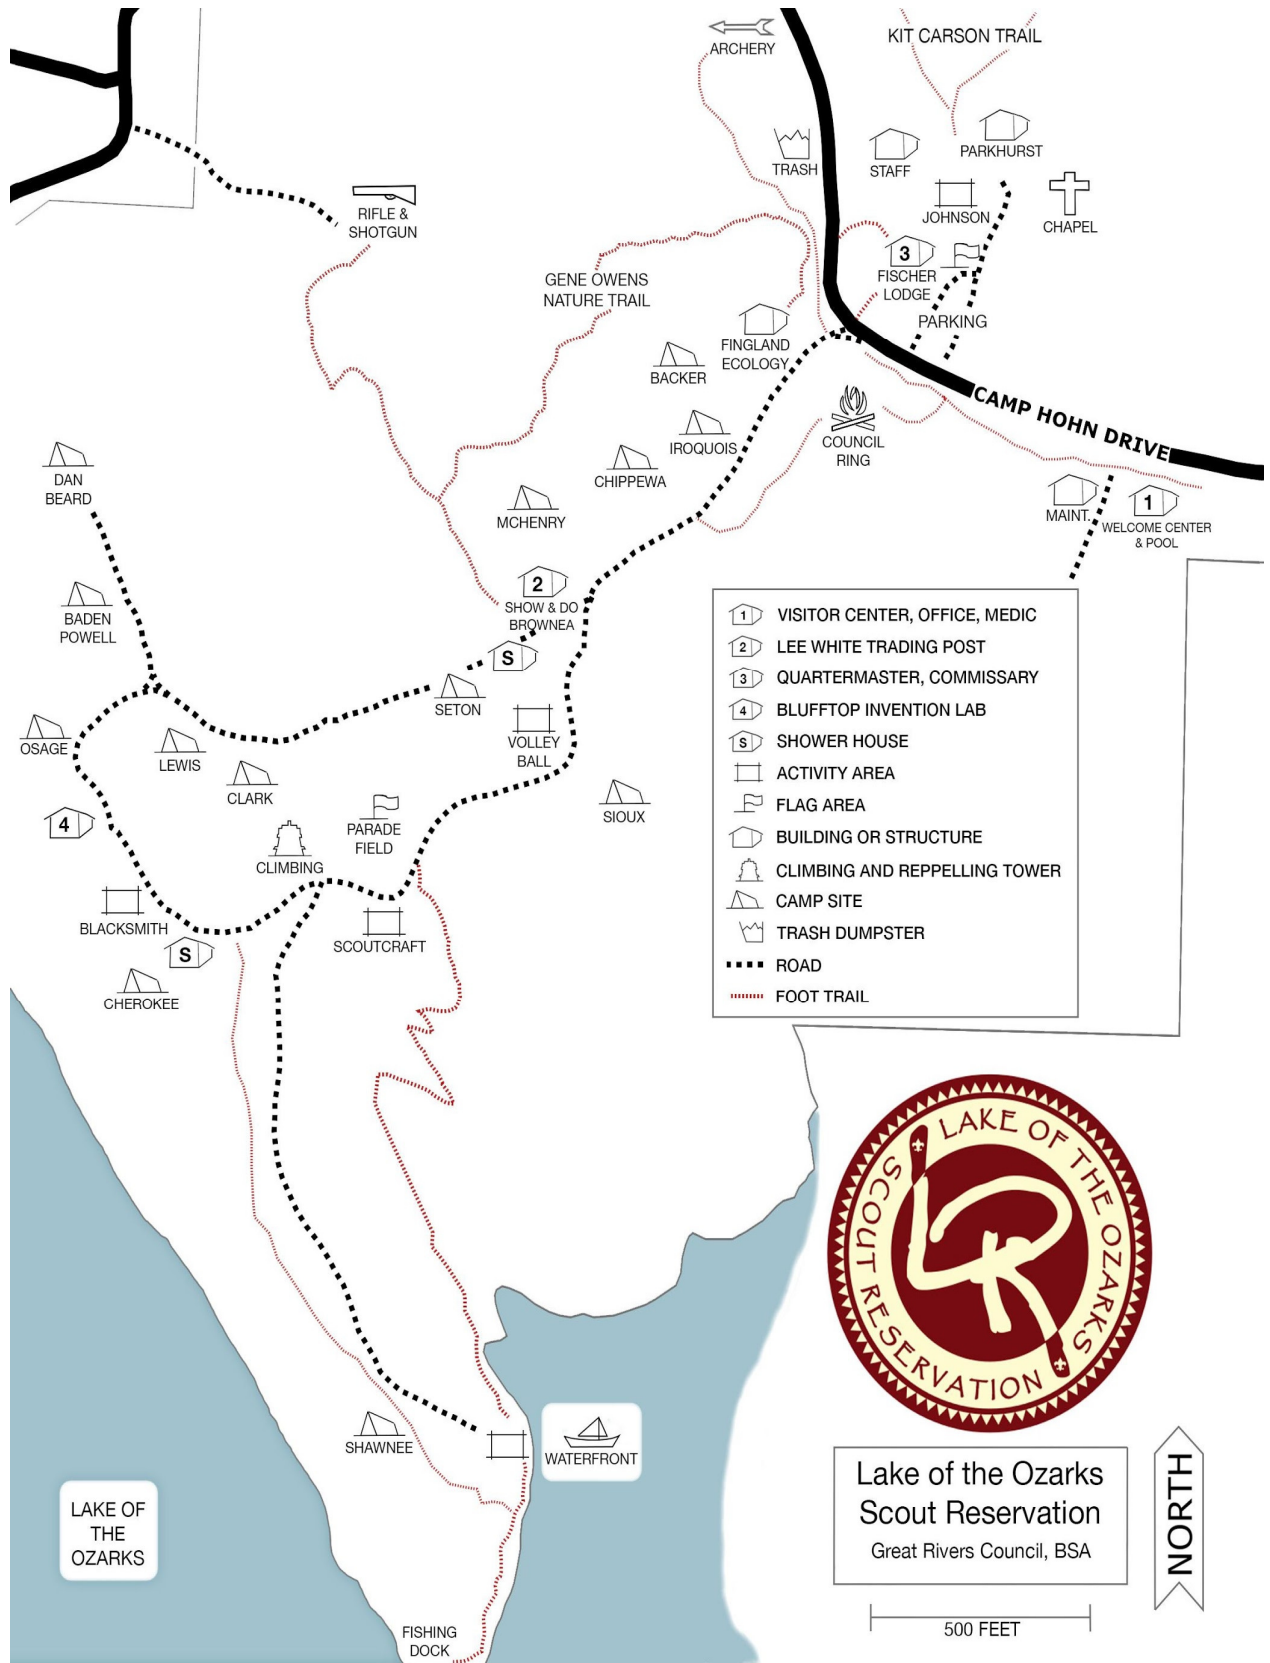 ARCHERY
KIT CARSON TRAIL
TRASH
STAFF
PARKHURST
JOHNSON
CHAPEL
RIFLE &
SHOTGUN
3
FISCHER
LODGE
GENE OWENS
NATURE TRAIL
PARKING
FINGLAND
ECOLOGY
BACKER
CAMP HOHN DRIVE
IROQUOIS
COUNCIL
RING
CHIPPEWA
DAN
BEARD
MCHENRY
MAINT.
1
WELCOME CENTER
& POOL
2
SHOW & DO
BROWNEA
BADEN
POWELL
S
SETON
VOLLEY
BALL
OSAGE
LEWIS
CLARK
SIOUX
4
PARADE
FIELD
CLIMBING
BLACKSMITH
SCOUTCRAFT
S
CHEROKEE
1 VISITOR CENTER, OFFICE, MEDIC
2 LEE WHITE TRADING POST
3 QUARTERMASTER, COMMISSARY
4 BLUFFTOP INVENTION LAB
S SHOWER HOUSE
ACTIVITY AREA
FLAG AREA
BUILDING OR STRUCTURE
CLIMBING AND REPPELLING TOWER
CAMP SITE
TRASH DUMPSTER
ROAD
FOOT TRAIL
LAKE OF THE OZARKS
SCOUT RESERVATION
LR
SHAWNEE
WATERFRONT
LAKE OF
THE
OZARKS
FISHING
DOCK
Lake of the Ozarks
Scout Reservation
Great Rivers Council, BSA
NORTH
500 FEET